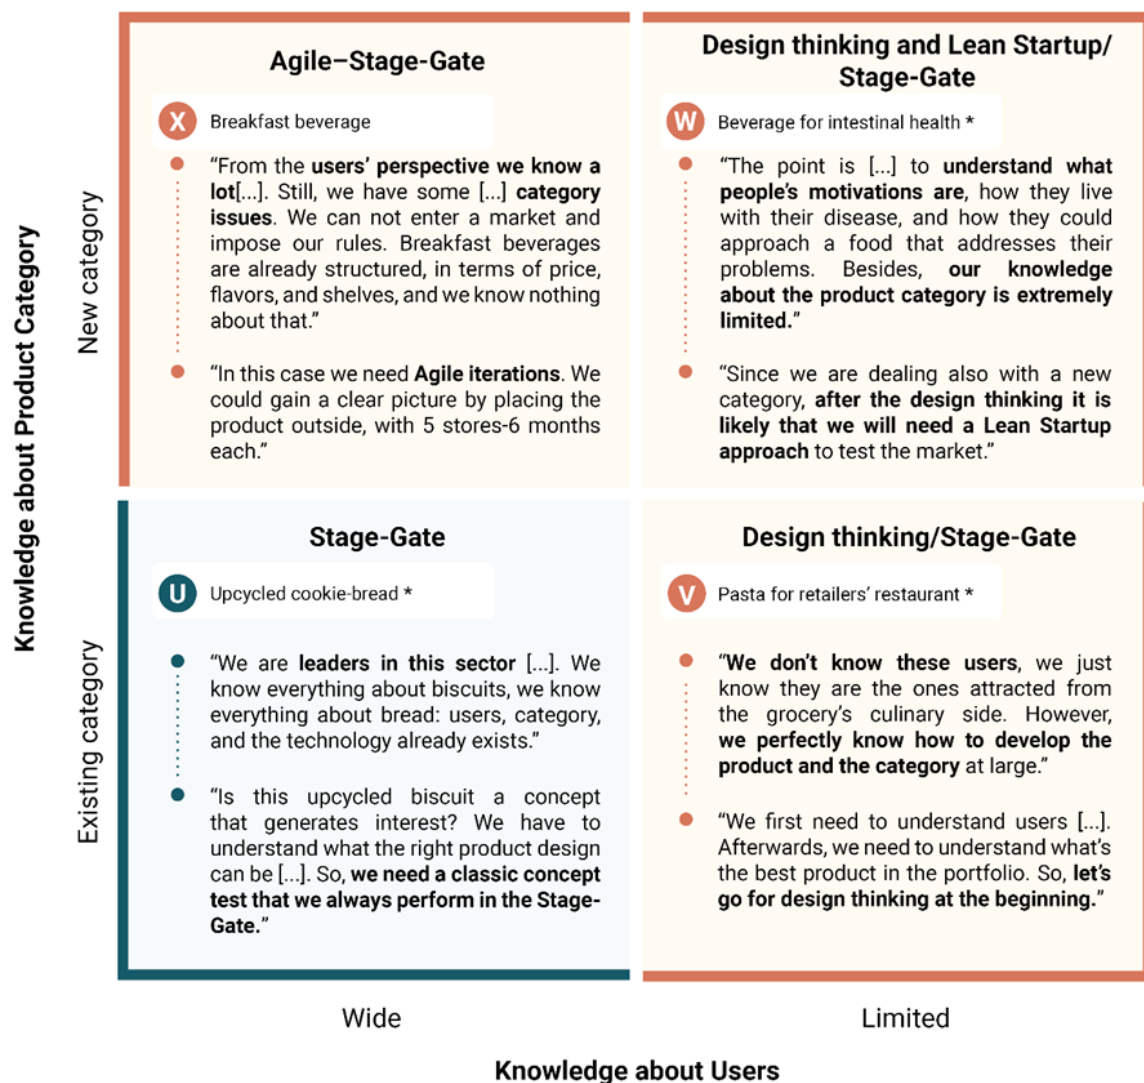 Knowledge about Product Category
New category
Existing category
Agile–Stage-Gate
X Breakfast beverage
“From the users’ perspective we know a
lot[...]. Still, we have some [...] category
issues. We can not enter a market and
impose our rules. Breakfast beverages
are already structured, in terms of price,
flavors, and shelves, and we know nothing
about that.”
“In this case we need Agile iterations. We
could gain a clear picture by placing the
product outside, with 5 stores-6 months
each.”
Design thinking and Lean Startup/
Stage-Gate
W Beverage for intestinal health *
“The point is [...] to understand what
people’s motivations are, how they live
with their disease, and how they could
approach a food that addresses their
problems. Besides, our knowledge
about the product category is extremely
limited.”
“Since we are dealing also with a new
category, after the design thinking it is
likely that we will need a Lean Startup
approach to test the market.”
Stage-Gate
U Upcycled cookie-bread *
“We are leaders in this sector [...]. We
know everything about biscuits, we know
everything about bread: users, category,
and the technology already exists.”
“Is this upcycled biscuit a concept
that generates interest? We have to
understand what the right product design
can be [...]. So, we need a classic concept
test that we always perform in the Stage-
Gate.”
Design thinking/Stage-Gate
V Pasta for retailers’ restaurant *
“We don’t know these users, we just
know they are the ones attracted from
the grocery’s culinary side. However,
we perfectly know how to develop the
product and the category at large.”
“We first need to understand users [...].
Afterwards, we need to understand what’s
the best product in the portfolio. So, let’s
go for design thinking at the beginning.”
Wide
Limited
Knowledge about Users